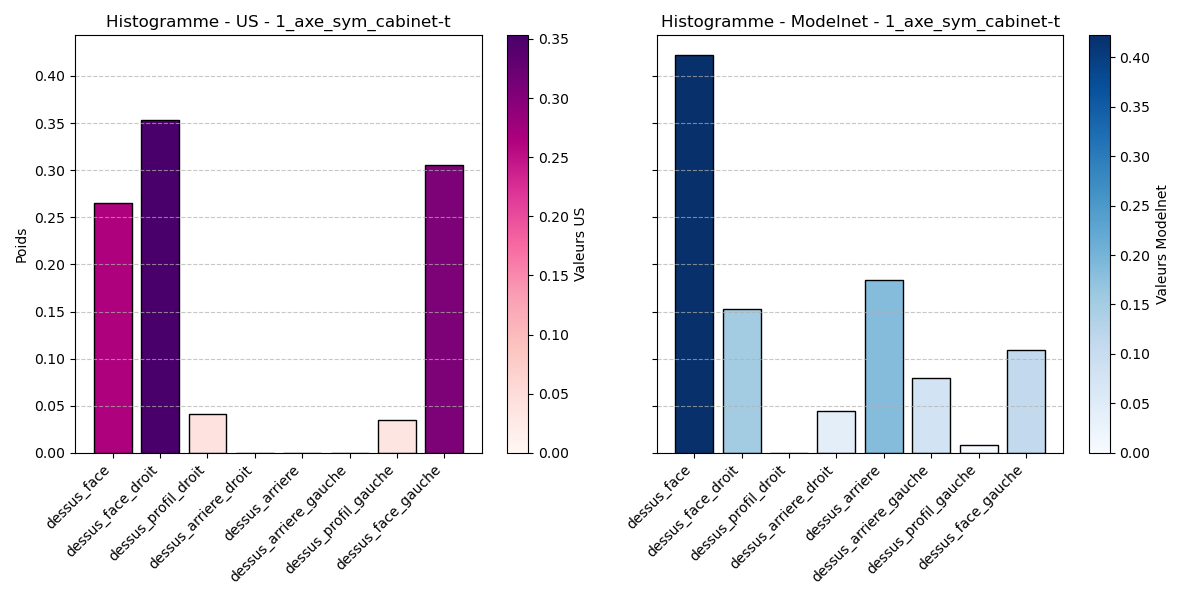 Histogramme - US - 1_axe_sym_cabinet-t
Poids
0.40
0.35
0.30
0.25
0.20
0.15
0.10
0.05
0.00
dessus_face
dessus_face_droit
dessus_profil_droit
dessus_arriere_droit
dessus_arriere
dessus_arriere_gauche
dessus_profil_gauche
dessus_face_gauche
0.35
0.30
0.25
0.20
0.15
0.10
0.05
0.00
Valeurs US
Histogramme - Modelnet - 1_axe_sym_cabinet-t
dessus_face
dessus_face_droit
dessus_profil_droit
dessus_arriere_droit
dessus_arriere
dessus_arriere_gauche
dessus_profil_gauche
dessus_face_gauche
0.40
0.35
0.30
0.25
0.20
0.15
0.10
0.05
0.00
Valeurs Modelnet